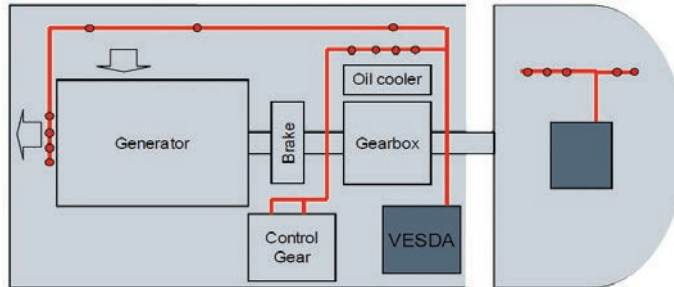 Oil cooler
Generator
Brake
Gearbox
Control
Gear
VESDA